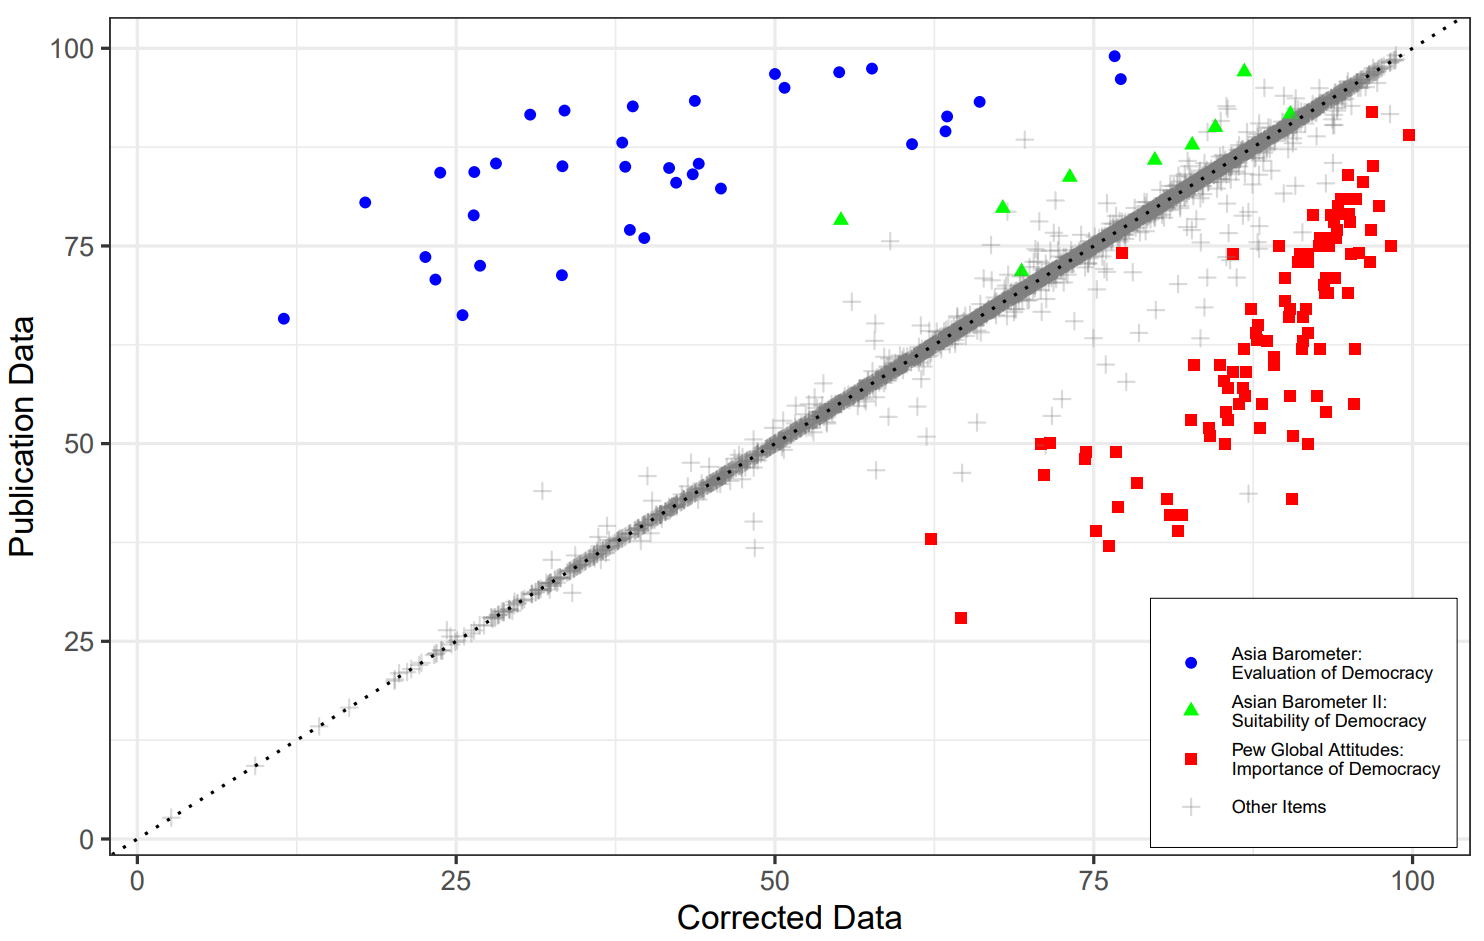 Publication Data
100
75
50
25
0
0 25 50 75 100
Corrected Data
Asia Barometer:
Evaluation of Democracy
Asian Barometer II:
Suitability of Democracy
Pew Global Attitudes:
Importance of Democracy
Other Items